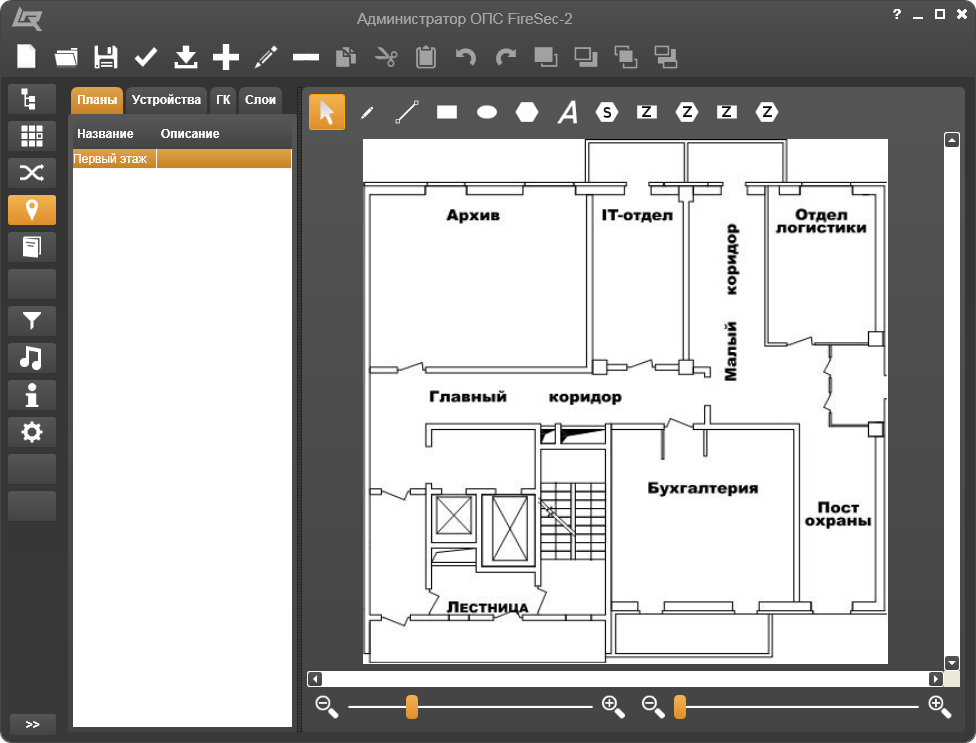 Администратор ОПС FireSec-2
?
Планы Устройства ГК Слои
A S Z Z Z Z
Название Описание
Первый этаж
Архив
IT-отдел
Отдел
логистики
Малый коридор
Главный коридор
Бухгалтерия
Пост
охраны
Лестница
>>